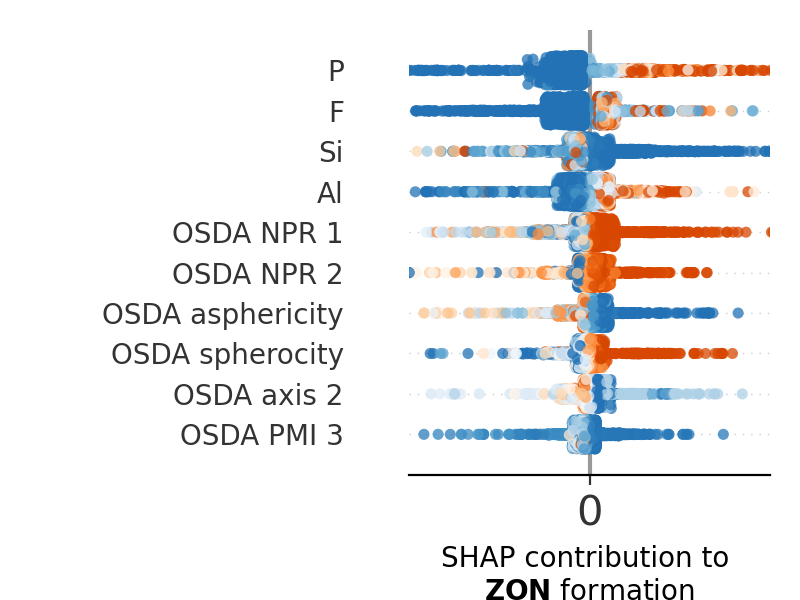 P
F
Si
Al
OSDA NPR 1
OSDA NPR 2
OSDA asphericity
OSDA spherocity
OSDA axis 2
OSDA PMI 3
0
SHAP contribution to
ZON formation